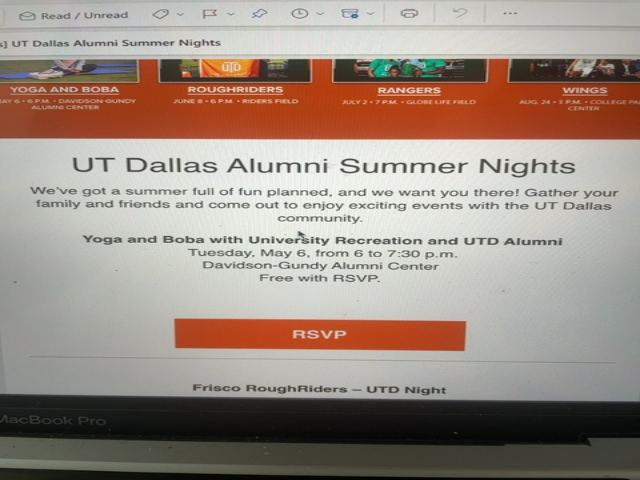 Read / Unread
s] UT Dallas Alumni Summer Nights
UTD
YOGA AND BOBA
AY 6 • 6 P.M. • DAVIDSON-GUNDY
ALUMNI CENTER
ROUGHRIDERS
JUNE 8 • 6 P.M. • RIDERS FIELD
RANGERS
JULY 2 • 7 P.M. • GLOBE LIFE FIELD
WINGS
AUG. 24 • 3 P.M. • COLLEGE PA
CENTER
UT Dallas Alumni Summer Nights
We've got a summer full of fun planned, and we want you there! Gather your
family and friends and come out to enjoy exciting events with the UT Dallas
community.
Yoga and Boba with University Recreation and UTD Alumni
Tuesday, May 6, from 6 to 7:30 p.m.
Davidson-Gundy Alumni Center
Free with RSVP.
RSVP
Frisco RoughRiders – UTD Night
MacBook Pro